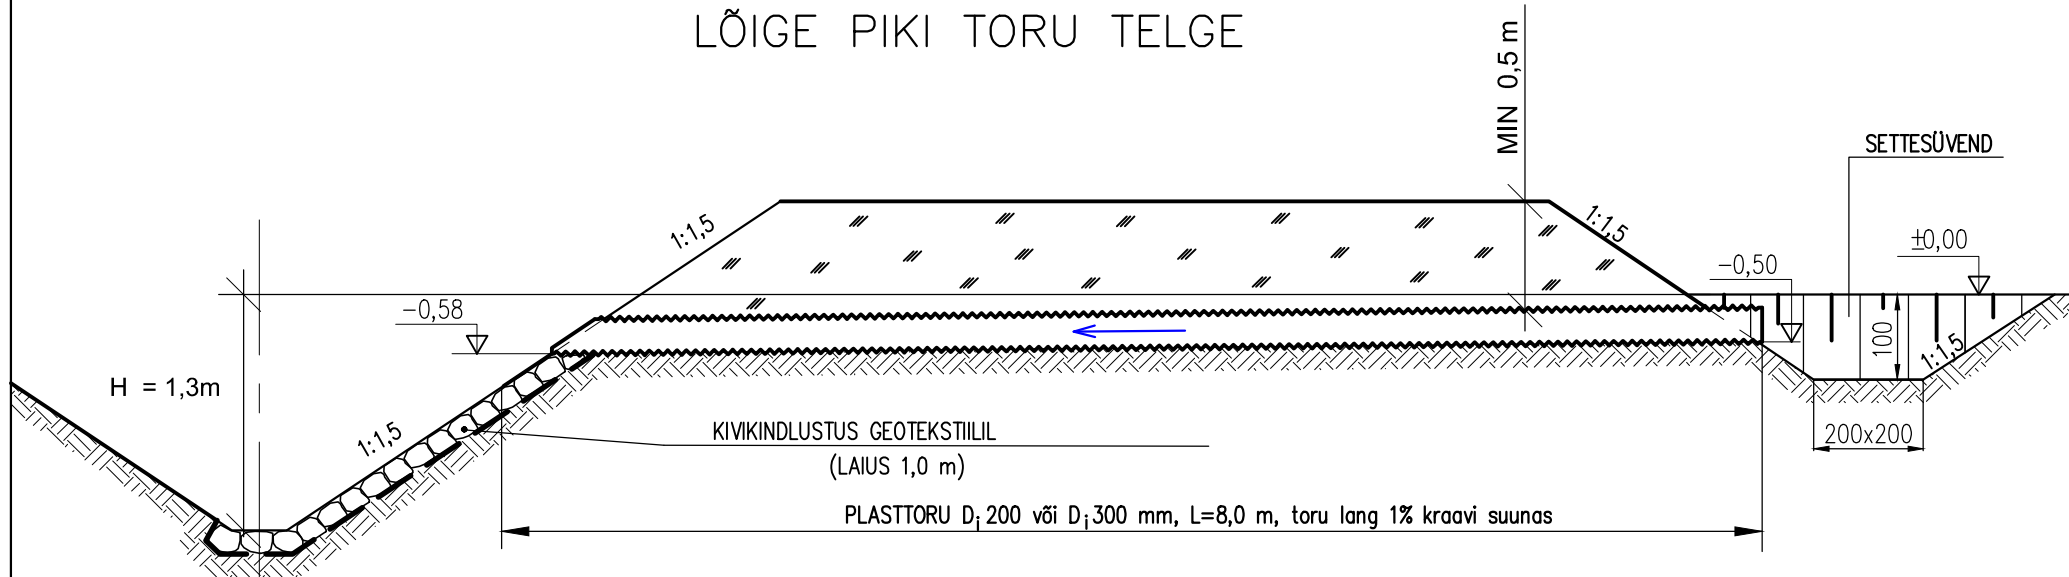 LÕIGE PIKI TORU TELGE
MIN 0,5 m
SETTESÜVEND
1:1,5
1:1,5
±0,00
-0,50
-0,58
100
1:1,5
H = 1,3m
1:1,5
KIVIKINDLUSTUS GEOTEKSTIILIL
(LAIUS 1,0 m)
200x200
PLASTTORU Di 200 või Di 300 mm, L=8,0 m, toru lang 1% kraavi suunas